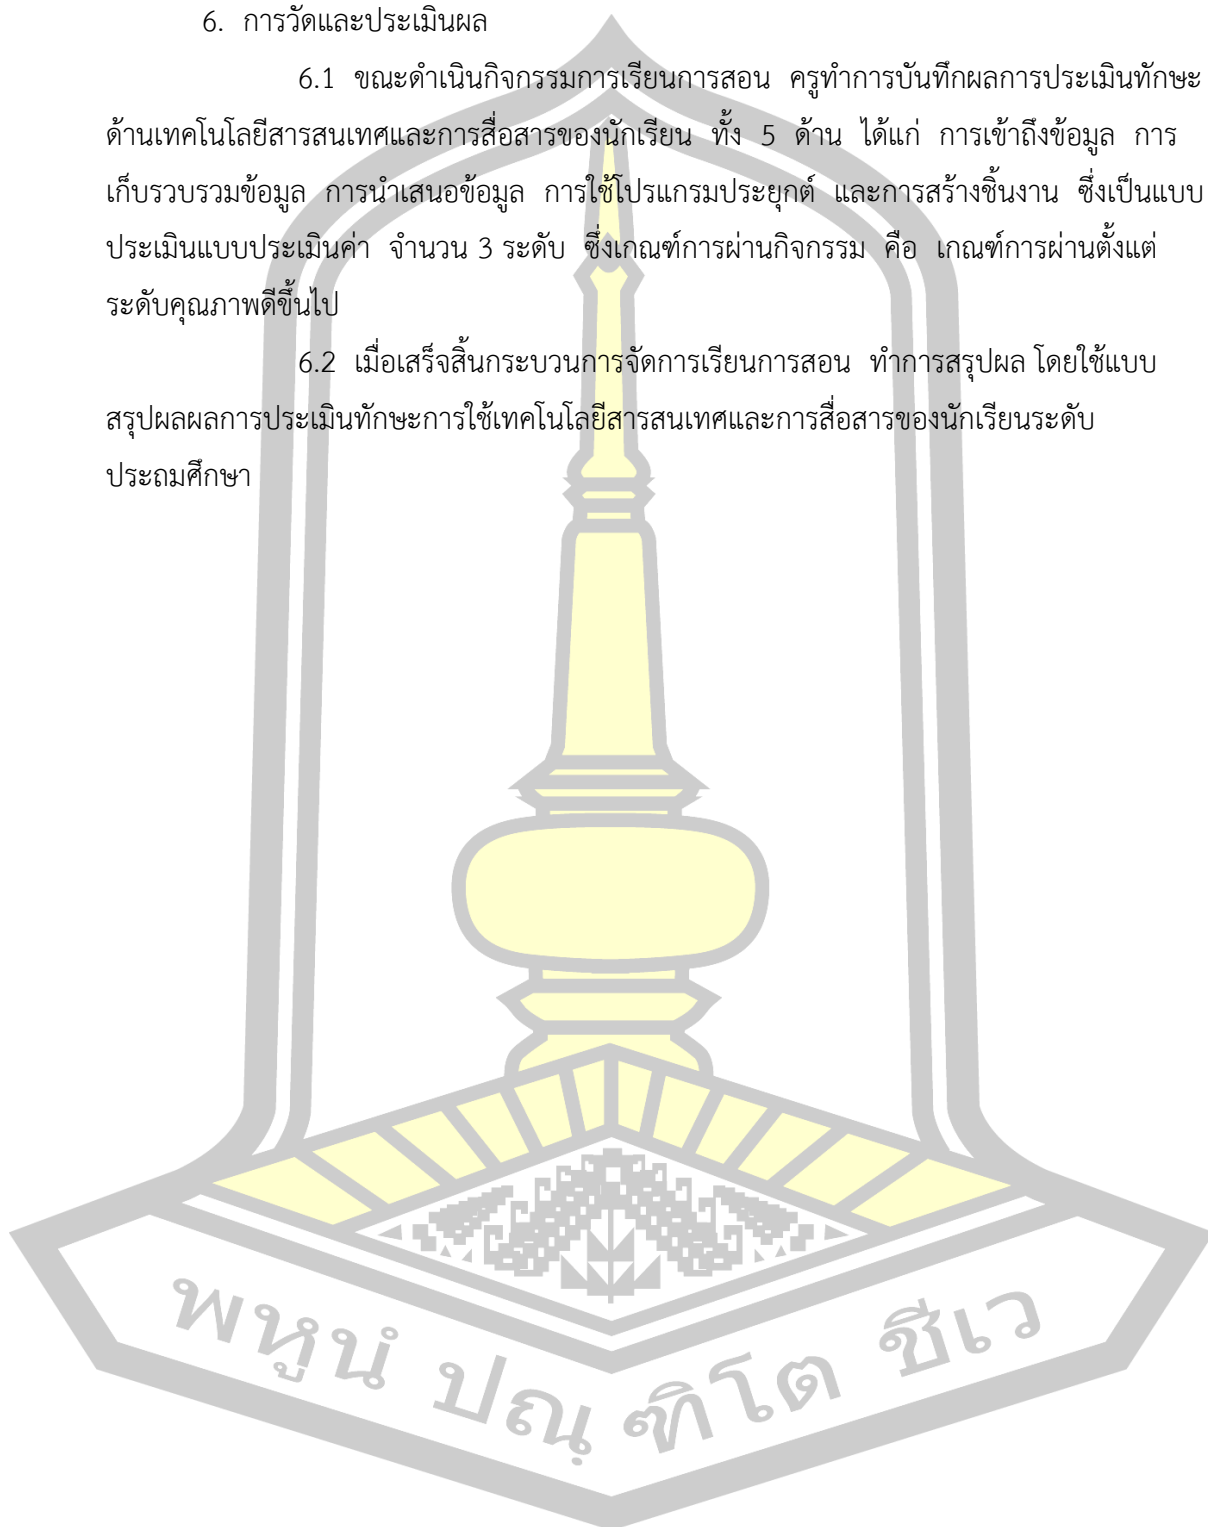 6. การวัดและประเมินผล
6.1 ขณะดำเนินกิจกรรมการเรียนการสอน ครูทำการบันทึกผลการประเมินทักษะ
ด้านเทคโนโลยีสารสนเทศและการสื่อสารของนักเรียน ทั้ง 5 ด้าน ได้แก่ การเข้าถึงข้อมูล การ
เก็บรวบรวมข้อมูล การนำเสนอข้อมูล การใช้โปรแกรมประยุกต์ และการสร้างชิ้นงาน ซึ่งเป็นแบบ
ประเมินแบบประเมินค่า จำนวน 3 ระดับ ซึ่งเกณฑ์การผ่านกิจกรรม คือ เกณฑ์การผ่านตั้งแต่
ระดับคุณภาพดีขึ้นไป
6.2 เมื่อเสร็จสิ้นกระบวนการจัดการเรียนการสอน ทำการสรุปผล โดยใช้แบบ
สรุปผลผลการประเมินทักษะการใช้เทคโนโลยีสารสนเทศและการสื่อสารของนักเรียนระดับ
ประถมศึกษา
พหูนํ ปณฺ ฑิโต ชีเว